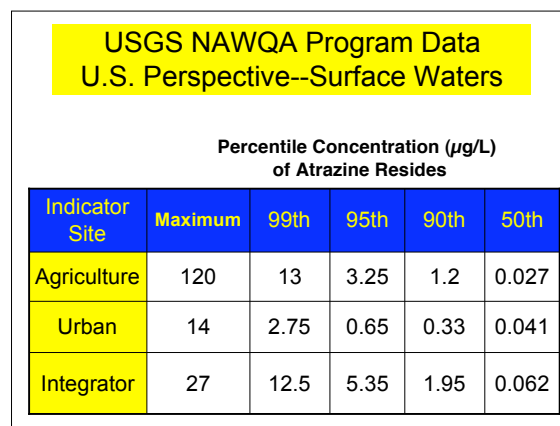 USGS NAWQA Program Data
U.S. Perspective--Surface Waters
Percentile Concentration (µg/L)
of Atrazine Resides
Indicator Site Maximum 99th 95th 90th 50th
Agriculture 120 13 3.25 1.2 0.027
Urban 14 2.75 0.65 0.33 0.041
Integrator 27 12.5 5.35 1.95 0.062